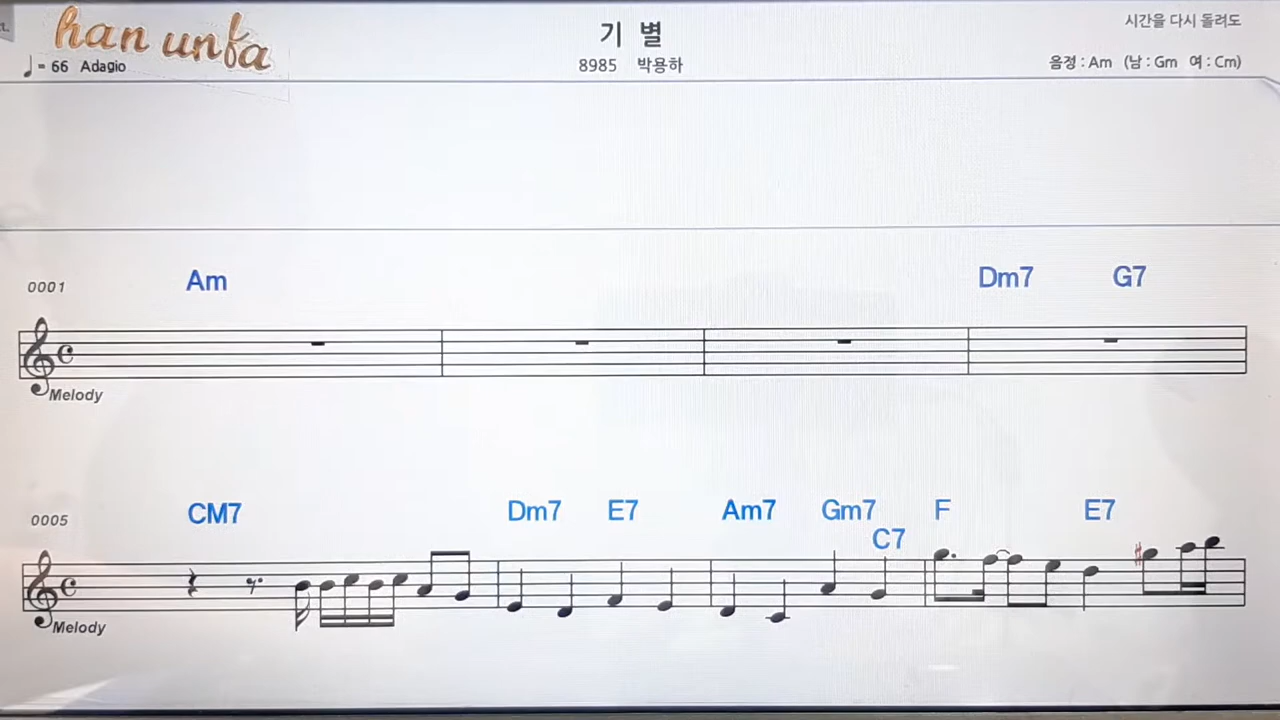 han unfa
기 별
시간을 다시 돌려도
♩= 66 Adagio
8985 박용하
음정 : Am (남 : Gm 여 : Cm)
0001
Am
Dm7
G7
Melody
0005
CM7
Dm7
E7
Am7
Gm7
C7
F
E7
Melody